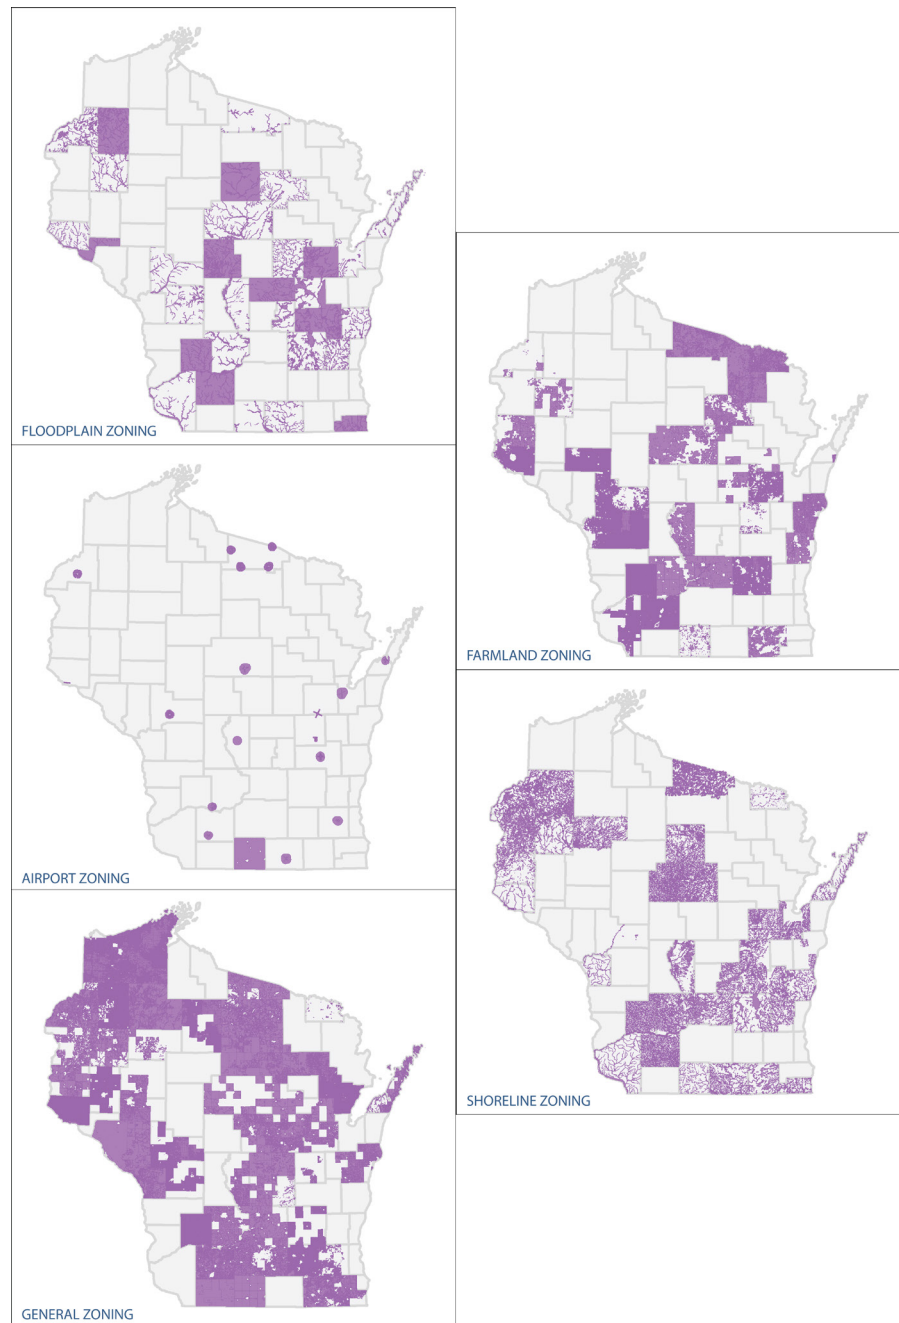 FLOODPLAIN ZONING
FARMLAND ZONING
AIRPORT ZONING
SHORELINE ZONING
GENERAL ZONING